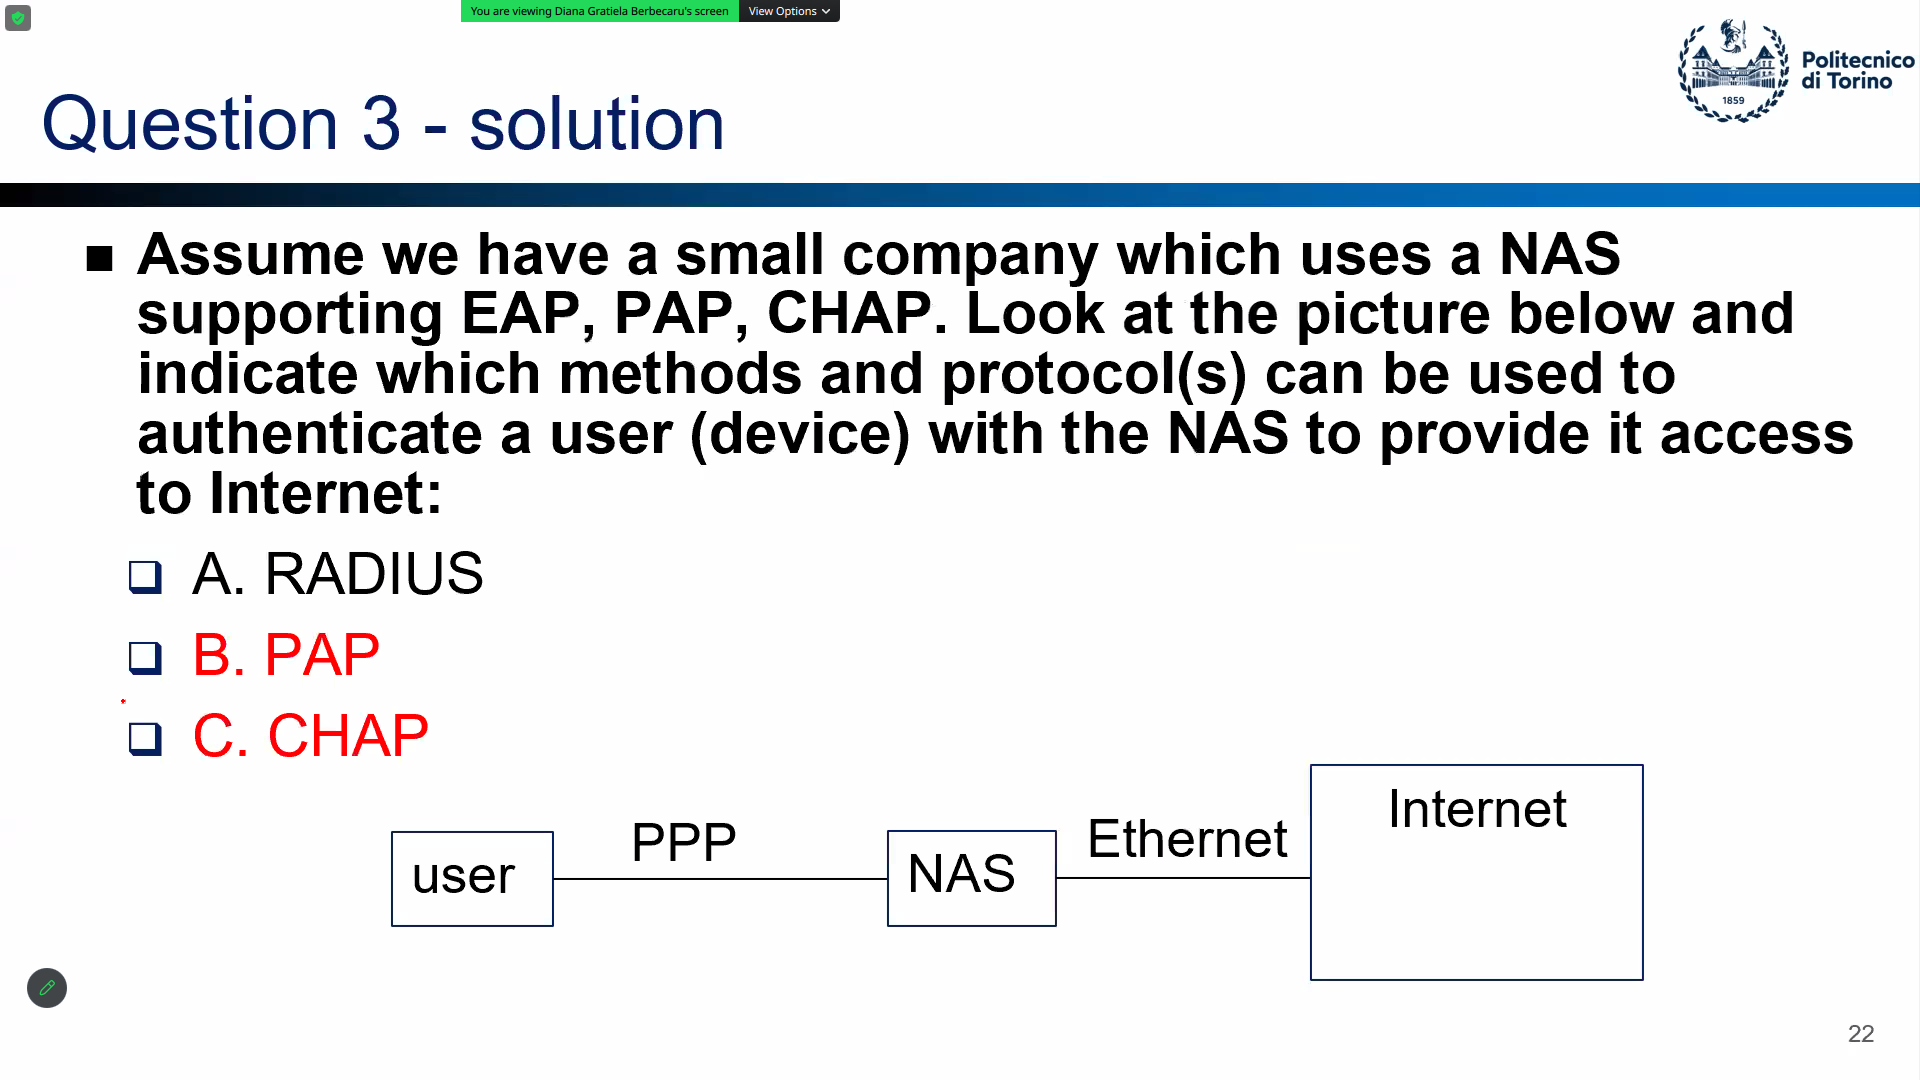 You are viewing Diana Gratiela Berbecaru's screen View Options
Politecnico
di Torino
1859
Question 3 - solution
Assume we have a small company which uses a NAS
supporting EAP, PAP, CHAP. Look at the picture below and
indicate which methods and protocol(s) can be used to
authenticate a user (device) with the NAS to provide it access
to Internet:
A. RADIUS
B. PAP
C. CHAP
user
PPP
NAS
Ethernet
Internet
22